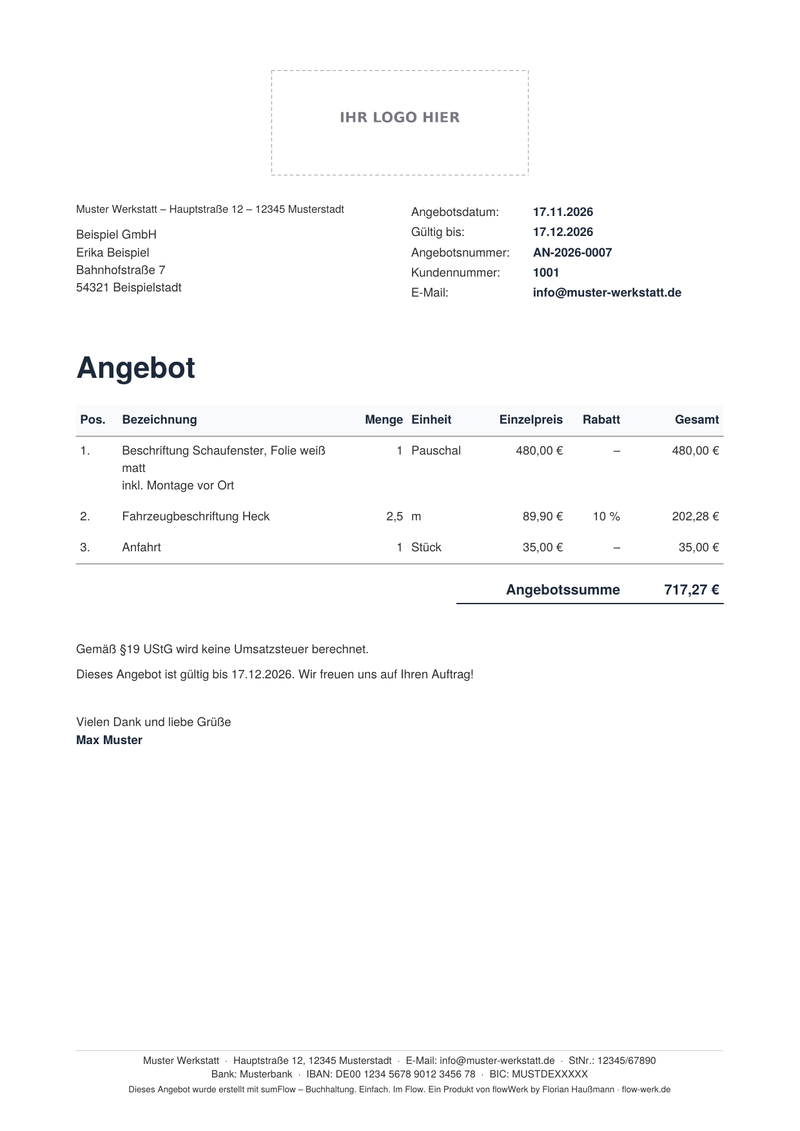 IHR LOGO HIER
Muster Werkstatt – Hauptstraße 12 – 12345 Musterstadt
Beispiel GmbH
Erika Beispiel
Bahnhofstraße 7
54321 Beispielstadt
Angebotsdatum: 17.11.2026
Gültig bis: 17.12.2026
Angebotsnummer: AN-2026-0007
Kundennummer: 1001
E-Mail: info@muster-werkstatt.de
Angebot
Pos. Bezeichnung Menge Einheit Einzelpreis Rabatt Gesamt
1. Beschriftung Schaufenster, Folie weiß 1 Pauschal 480,00 € – 480,00 €
matt
inkl. Montage vor Ort
2. Fahrzeugbeschriftung Heck 2,5 m 89,90 € 10 % 202,28 €
3. Anfahrt 1 Stück 35,00 € – 35,00 €
Angebotssumme 717,27 €
Gemäß §19 UStG wird keine Umsatzsteuer berechnet.
Dieses Angebot ist gültig bis 17.12.2026. Wir freuen uns auf Ihren Auftrag!
Vielen Dank und liebe Grüße
Max Muster
Muster Werkstatt · Hauptstraße 12, 12345 Musterstadt · E-Mail: info@muster-werkstatt.de · StNr.: 12345/67890
Bank: Musterbank · IBAN: DE00 1234 5678 9012 3456 78 · BIC: MUSTDEXXXXX
Dieses Angebot wurde erstellt mit sumFlow – Buchhaltung. Einfach. Im Flow. Ein Produkt von flowWerk by Florian Haußmann · flow-werk.de